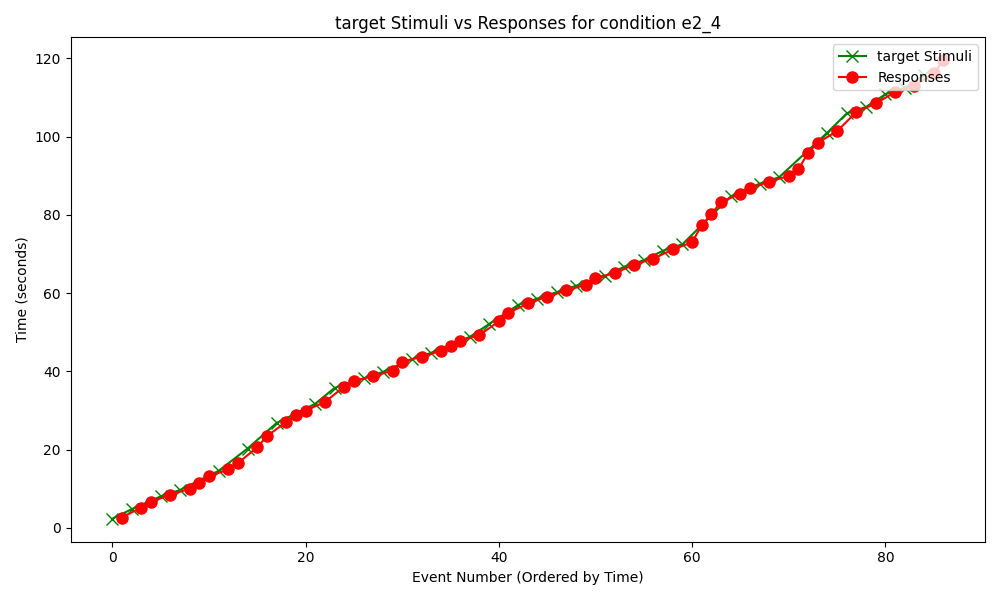 target Stimuli vs Responses for condition e2_4
target Stimuli
Responses
Time (seconds)
120
100
80
60
40
20
0
0 20 40 60 80
Event Number (Ordered by Time)